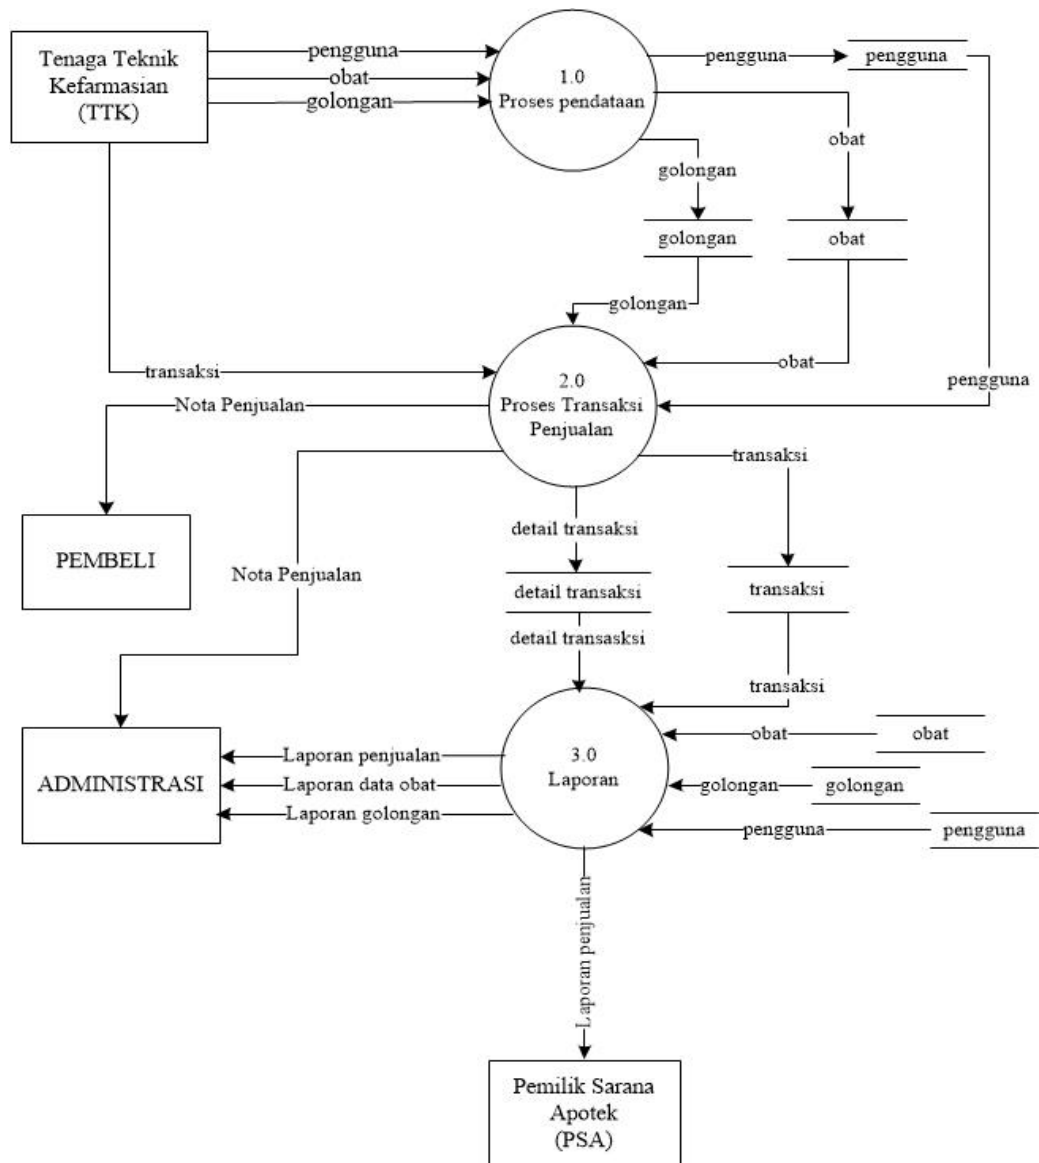 Tenaga Teknik
Kefarmasian
(TTK)
pengguna
obat
golongan
1.0
Proses pendataan
pengguna
pengguna
obat
golongan
golongan
obat
golongan
obat
pengguna
transaksi
2.0
Proses Transaksi
Penjualan
Nota Penjualan
transaksi
PEMBELI
detail transaksi
Nota Penjualan
detail transaksi
transaksi
detail transasksi
transaksi
3.0
Laporan
obat
obat
golongan
golongan
pengguna
pengguna
ADMINISTRASI
Laporan penjualan
Laporan data obat
Laporan golongan
Laporan penjualan
Pemilik Sarana
Apotek
(PSA)